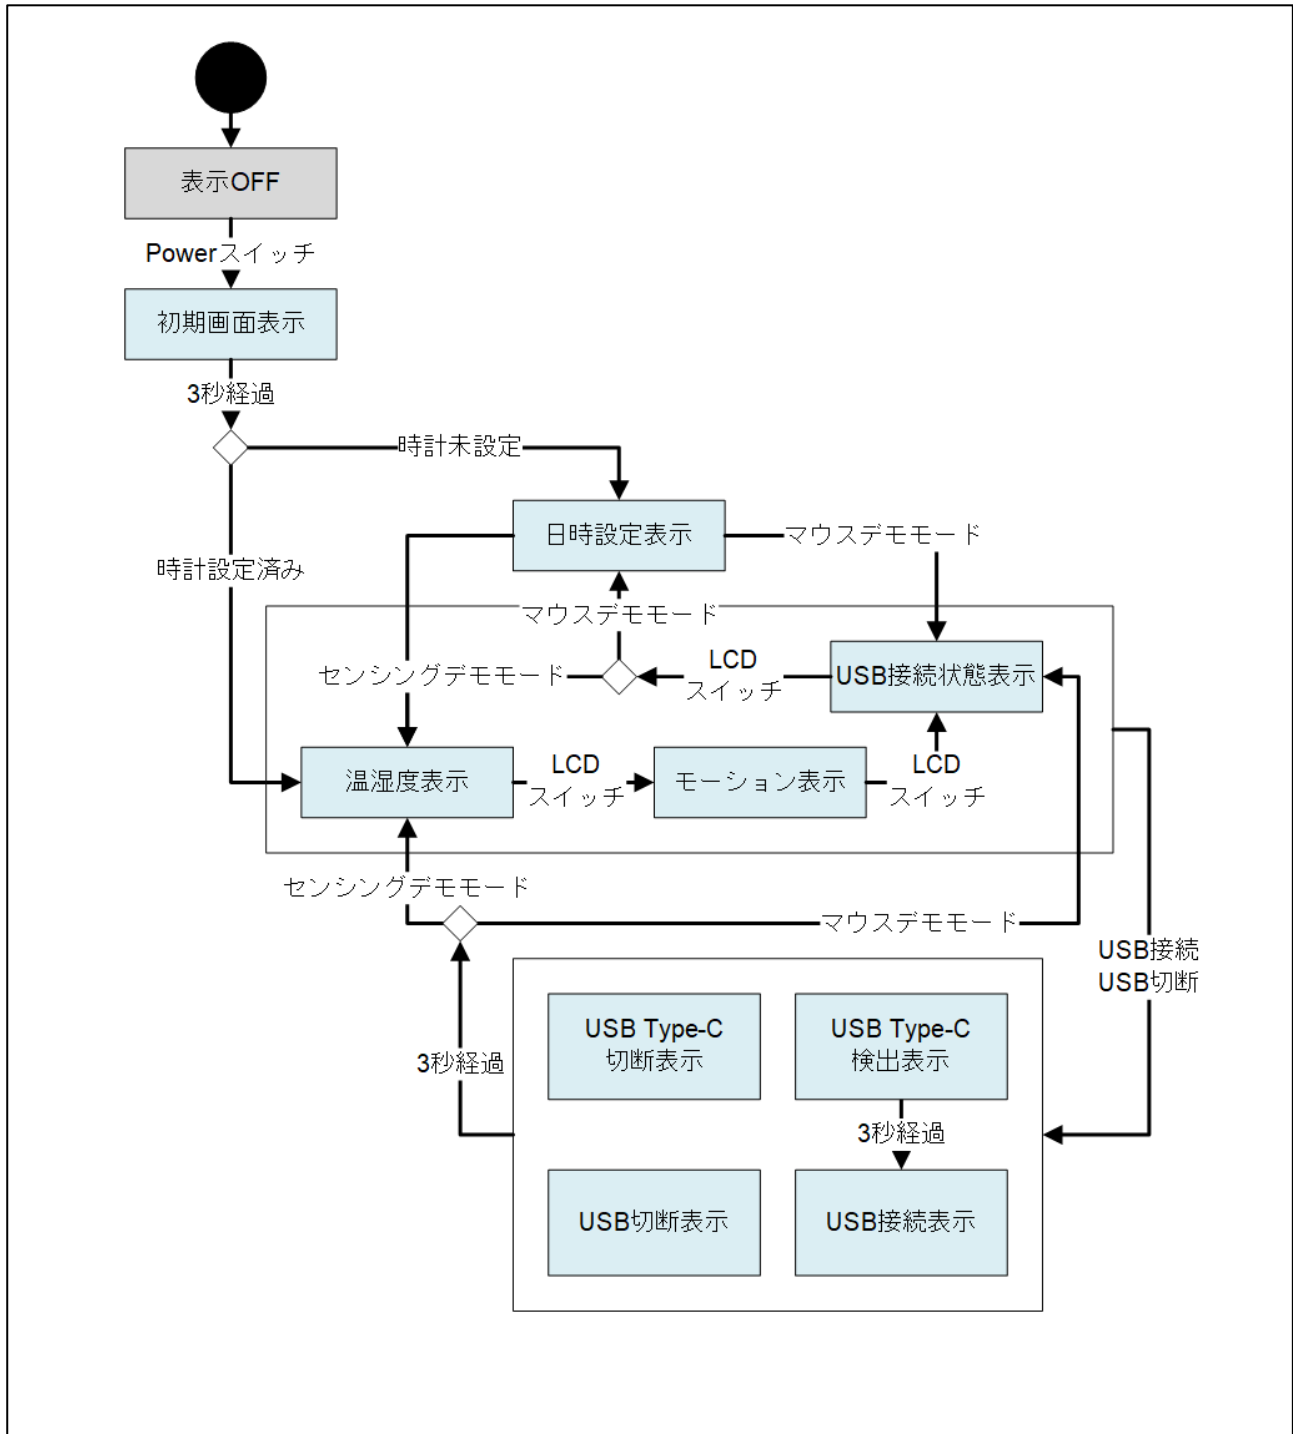 表示OFF
Powerスイッチ
初期画面表示
3秒経過
時計未設定
日時設定表示
マウスデモモード
時計設定済み
マウスデモモード
センシングデモモード
LCD
スイッチ
USB接続状態表示
温湿度表示
LCD
スイッチ
モーション表示
LCD
スイッチ
センシングデモモード
マウスデモモード
USB接続
USB切断
USB Type-C
切断表示
USB Type-C
検出表示
3秒経過
3秒経過
USB切断表示
USB接続表示